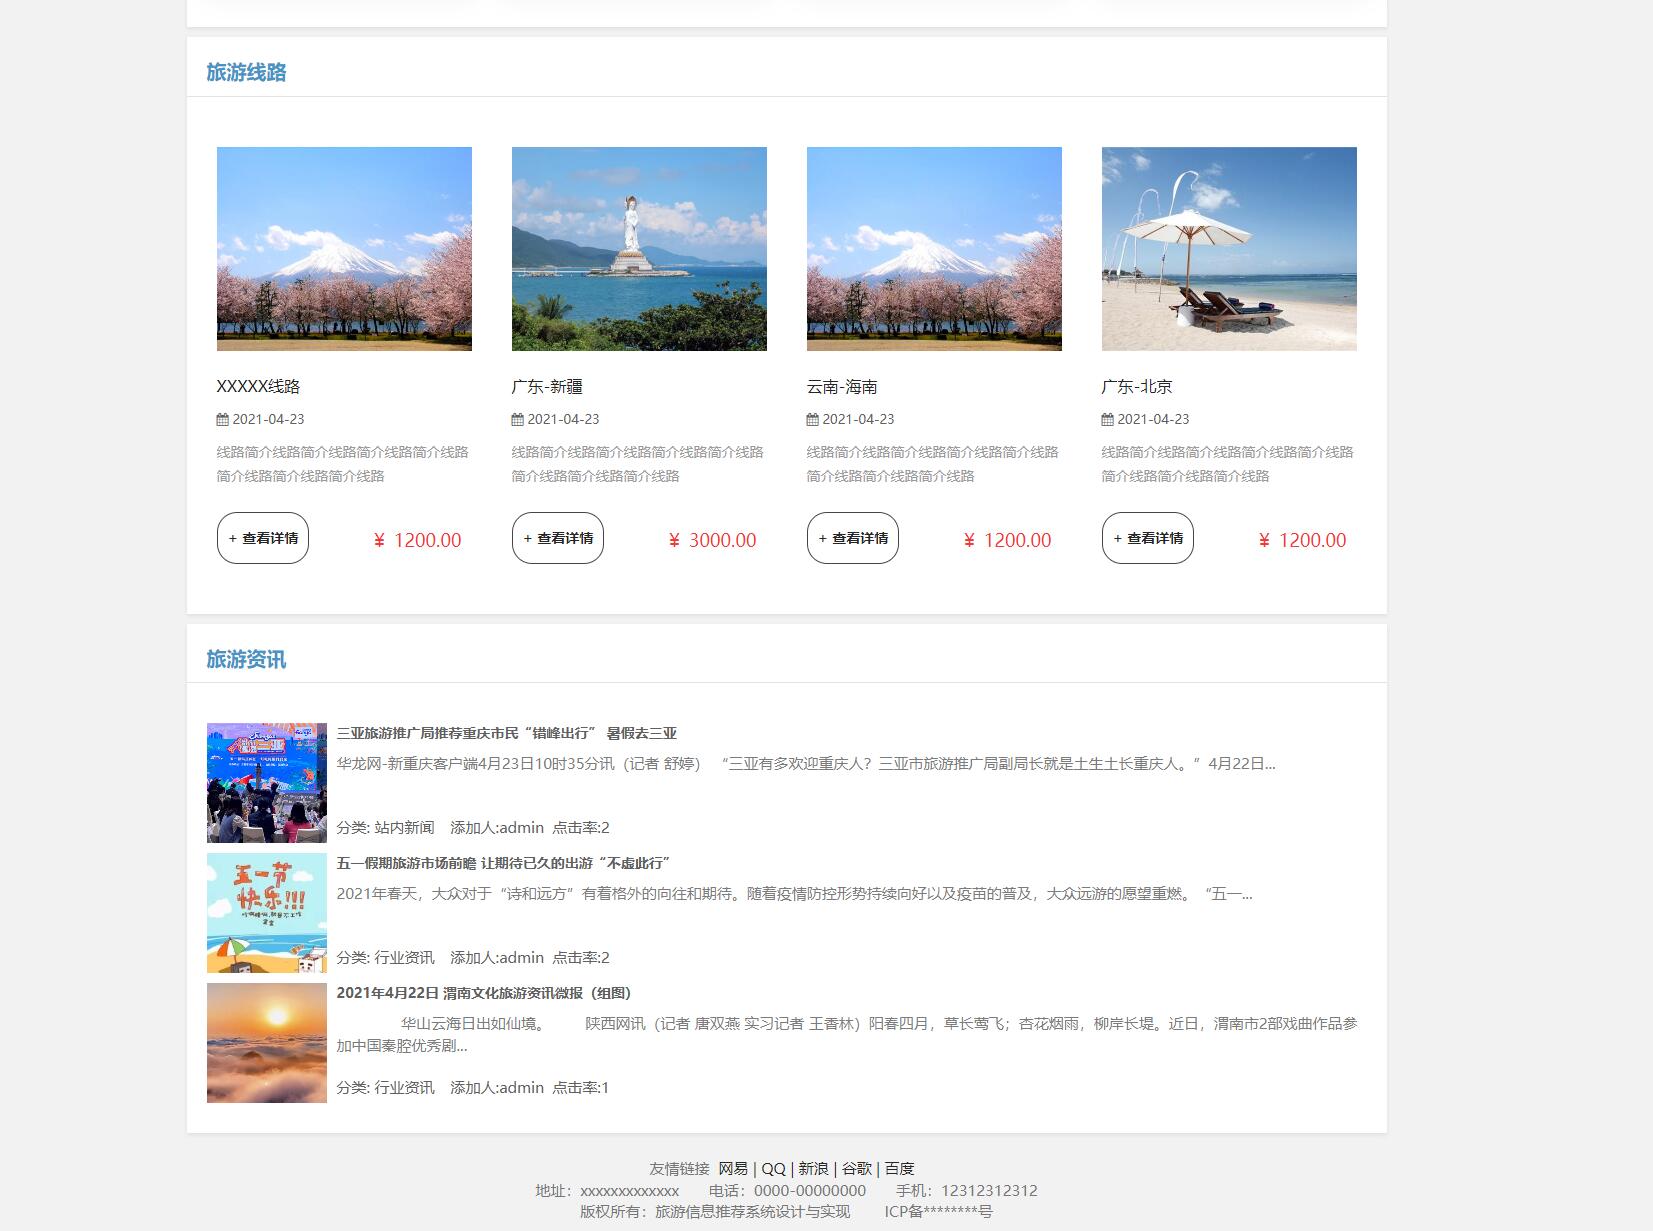 旅游线路
XXXXX线路
2021-04-23
线路简介线路简介线路简介线路简介线路
简介线路简介线路简介线路
+ 查看详情
¥ 1200.00
广东-新疆
2021-04-23
线路简介线路简介线路简介线路简介线路
简介线路简介线路简介线路
+ 查看详情
¥ 3000.00
云南-海南
2021-04-23
线路简介线路简介线路简介线路简介线路
简介线路简介线路简介线路
+ 查看详情
¥ 1200.00
广东-北京
2021-04-23
线路简介线路简介线路简介线路简介线路
简介线路简介线路简介线路
+ 查看详情
¥ 1200.00
旅游资讯
三亚旅游推广局推荐重庆市民“错峰出行” 暑假去三亚
华龙网-新重庆客户端4月23日10时35分讯（记者 舒婷） “三亚有多欢迎重庆人？三亚市旅游推广局副局长就是土生土长重庆人。”4月22日...
分类: 站内新闻 添加人:admin 点击率:2
五一节
快乐!!!
五一假期旅游市场前瞻 让期待已久的出游“不虚此行”
2021年春天，大众对于“诗和远方”有着格外的向往和期待。随着疫情防控形势持续向好以及疫苗的普及，大众远游的愿望重燃。“五一...
分类: 行业资讯 添加人:admin 点击率:2
2021年4月22日 渭南文化旅游资讯微报（组图）
华山云海日出如仙境。 陕西网讯（记者 唐双燕 实习记者 王香林）阳春四月，草长莺飞；杏花烟雨，柳岸长堤。近日，渭南市2部戏曲作品参
加中国秦腔优秀剧...
分类: 行业资讯 添加人:admin 点击率:1
友情链接 网易 | QQ | 新浪 | 谷歌 | 百度
地址：xxxxxxxxxxxxx 电话：0000-00000000 手机：12312312312
版权所有：旅游信息推荐系统设计与实现 ICP备********号